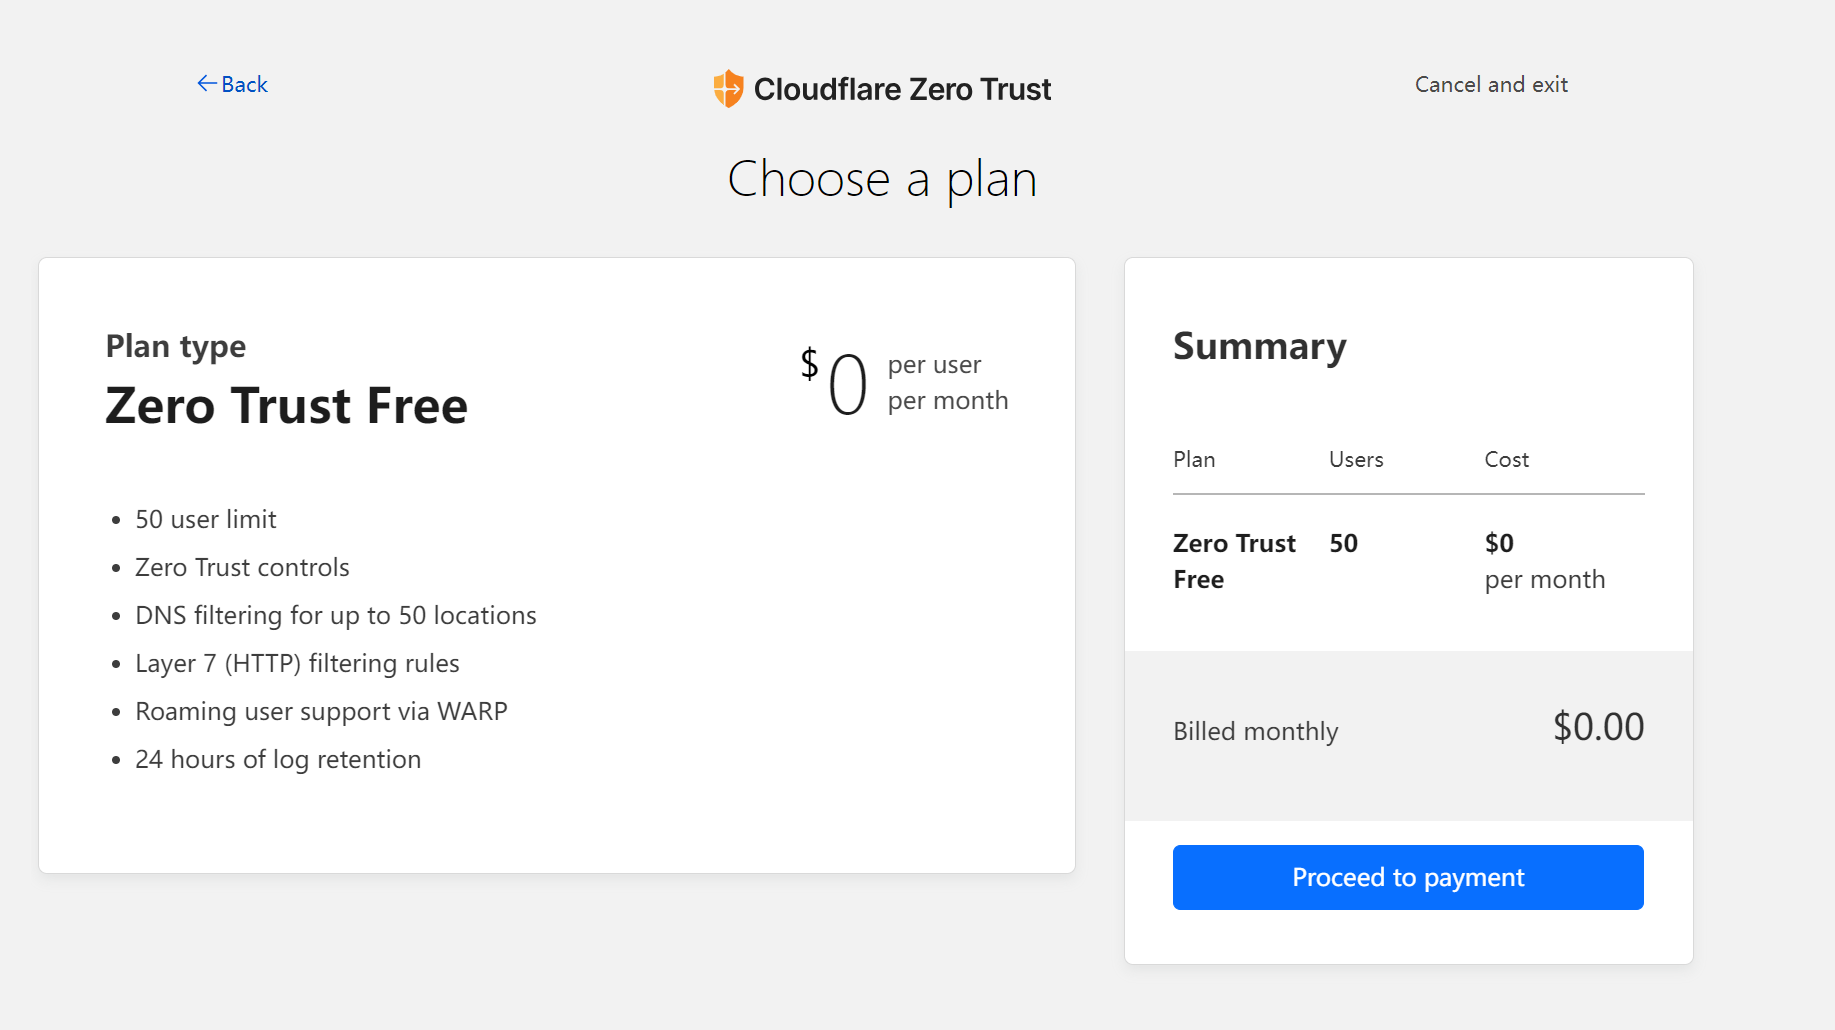 Back
Cloudflare Zero Trust
Cancel and exit
Choose a plan
Plan type
Zero Trust Free
$0 per user
per month
50 user limit
Zero Trust controls
DNS filtering for up to 50 locations
Layer 7 (HTTP) filtering rules
Roaming user support via WARP
24 hours of log retention
Summary
Plan Users Cost
Zero Trust 50 $0
Free per month
Billed monthly $0.00
Proceed to payment